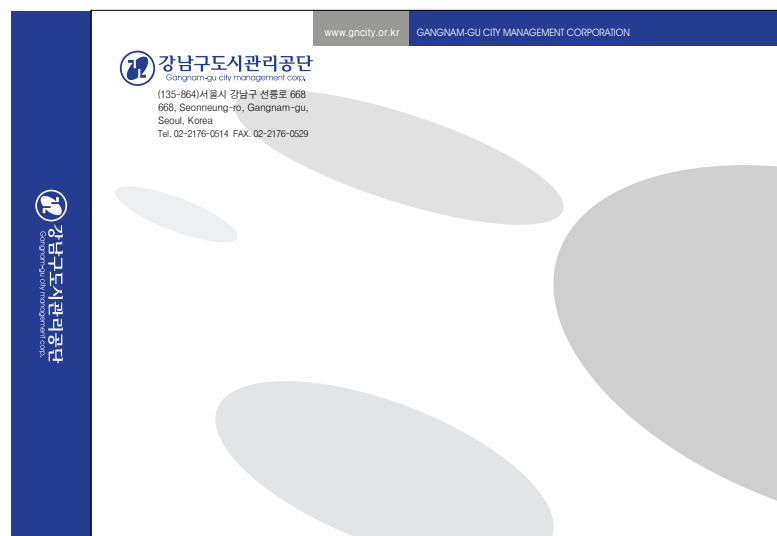 www.gncity.or.kr GANGNAM-GU CITY MANAGEMENT CORPORATION
강남구도시관리공단
Gangnam-gu city management corp.
(135-864)서울시 강남구 선릉로 668
668, Seonneung-ro, Gangnam-gu,
Seoul, Korea
Tel. 02-2176-0514 FAX. 02-2176-0529
강남구도시관리공단
Gangnam-gu city management corp.